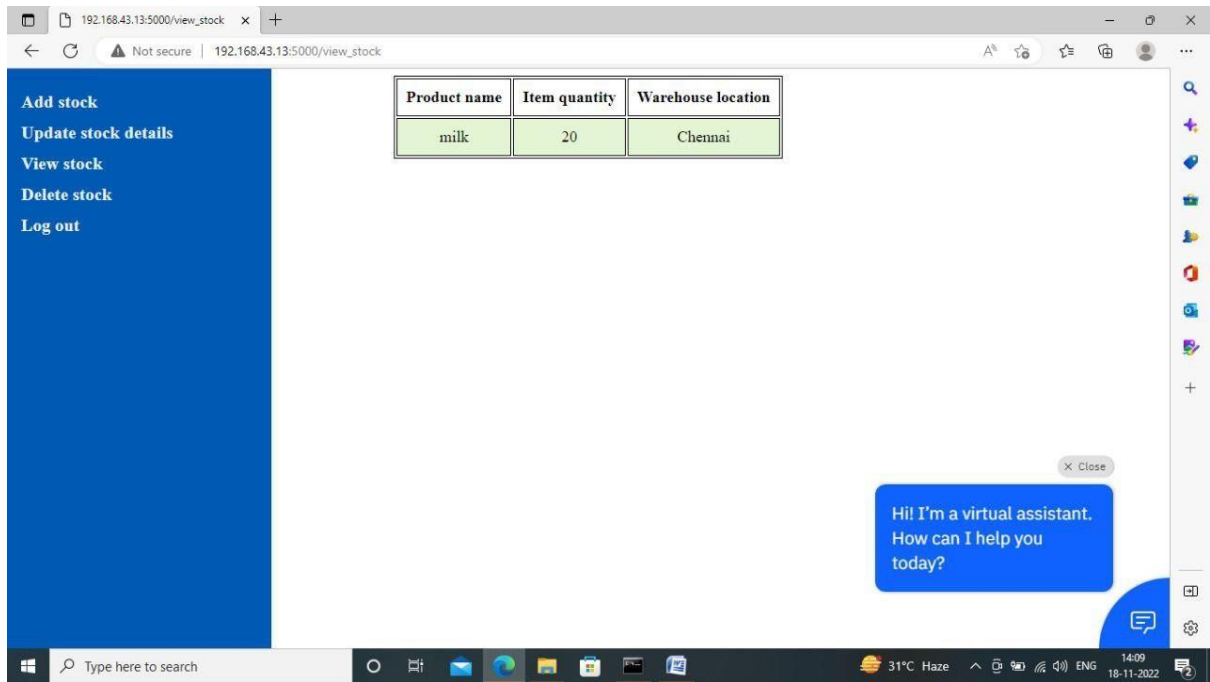 192.168.43.13:5000/view_stock
Not secure | 192.168.43.13:5000/view_stock
Add stock
Update stock details
View stock
Delete stock
Log out
Product name Item quantity Warehouse location
milk 20 Chennai
× Close
Hi! I'm a virtual assistant.
How can I help you
today?
Type here to search
31°C Haze
ENG
14:09
18-11-2022
2